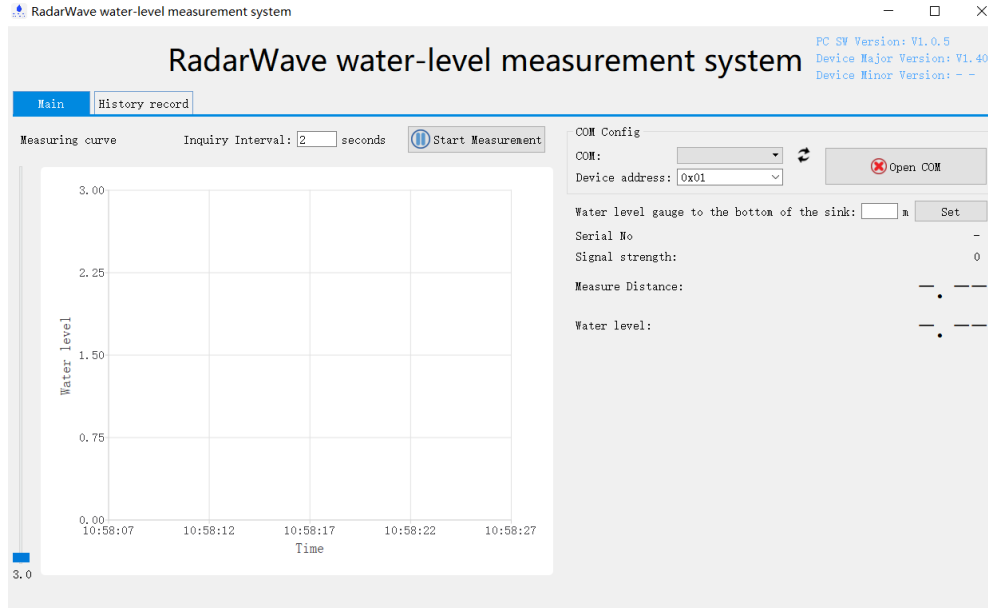 RadarWave water-level measurement system
RadarWave water-level measurement system
PC SW Version: V1.0.5
Device Major Version: V1.40
Device Minor Version: - -
Main
History record
Measuring curve
Inquiry Interval: 2 seconds
Start Measurement
COM Config
COM:
Open COM
Device address: 0x01
Water level gauge to the bottom of the sink: m Set
Serial No -
Signal strength: 0
Measure Distance: -.--
Water level: -.--
3.00
2.25
1.50
0.75
0.00
Water level
10:58:07 10:58:12 10:58:17 10:58:22 10:58:27
Time
3.0